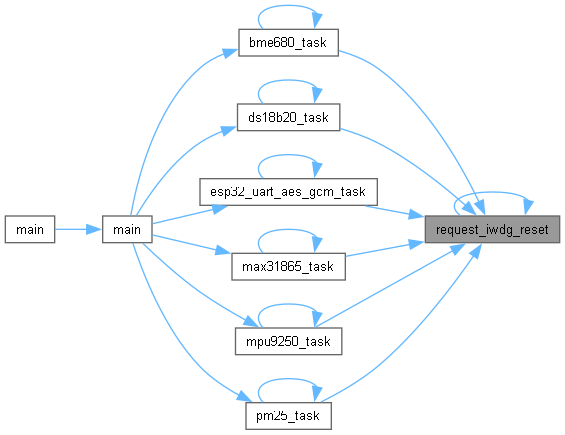 bme680_task
ds18b20_task
esp32_uart_aes_gcm_task
main
main
request_iwdg_reset
max31865_task
mpu9250_task
pm25_task